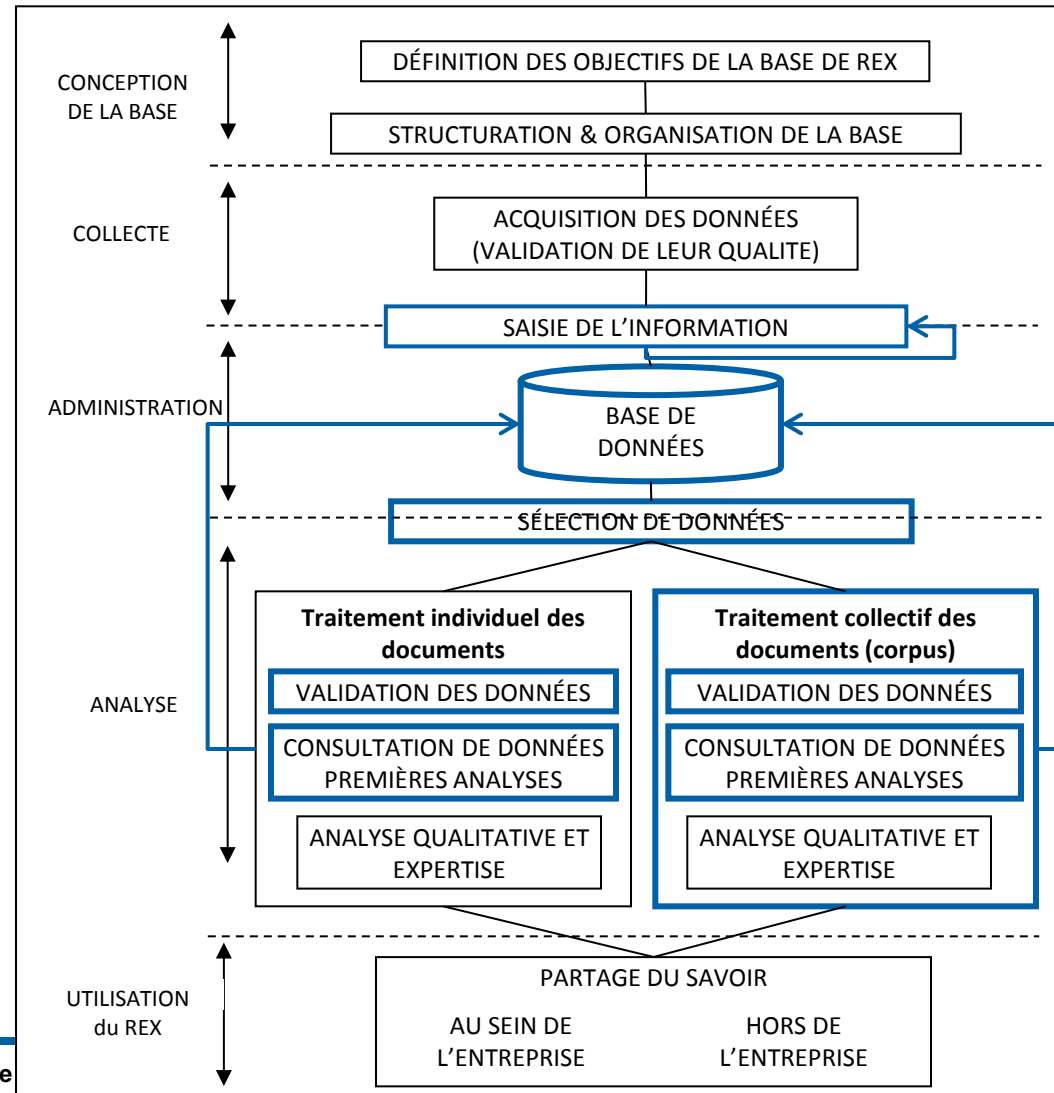 CONCEPTION
DE LA BASE
DÉFINITION DES OBJECTIFS DE LA BASE DE REX
STRUCTURATION & ORGANISATION DE LA BASE
COLLECTE
ACQUISITION DES DONNÉES
(VALIDATION DE LEUR QUALITE)
SAISIE DE L’INFORMATION
ADMINISTRATION
BASE DE
DONNÉES
SÉLECTION DE DONNÉES
ANALYSE
Traitement individuel des
documents
VALIDATION DES DONNÉES
CONSULTATION DE DONNÉES
PREMIÈRES ANALYSES
ANALYSE QUALITATIVE ET
EXPERTISE
Traitement collectif des
documents (corpus)
VALIDATION DES DONNÉES
CONSULTATION DE DONNÉES
PREMIÈRES ANALYSES
ANALYSE QUALITATIVE ET
EXPERTISE
UTILISATION
du REX
PARTAGE DU SAVOIR
AU SEIN DE
L’ENTREPRISE
HORS DE
L’ENTREPRISE
e